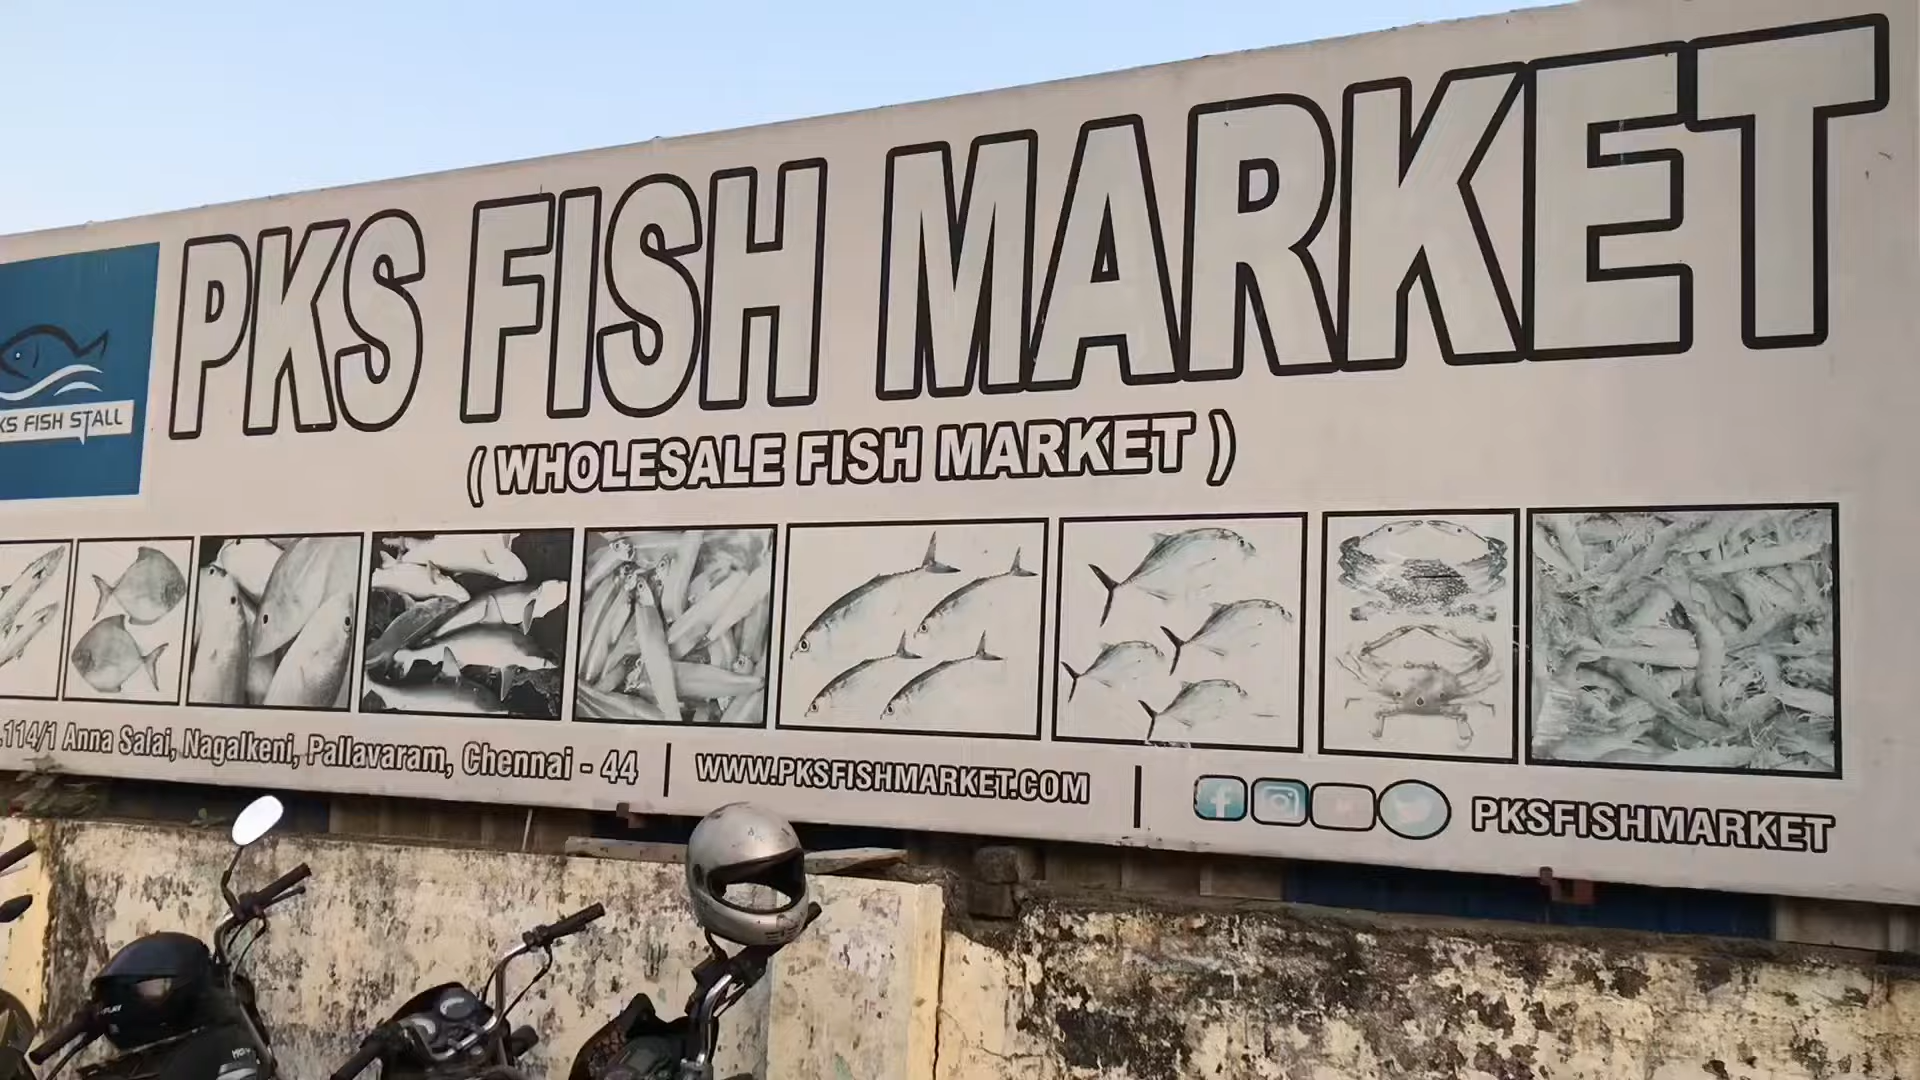 PKS FISH MARKET
KS FISH STALL
( WHOLESALE FISH MARKET )
.114/1 Anna Salai, Nagalkeni, Pallavaram, Chennai - 44 | WWW.PKSFISHMARKET.COM | PKSFISHMARKET